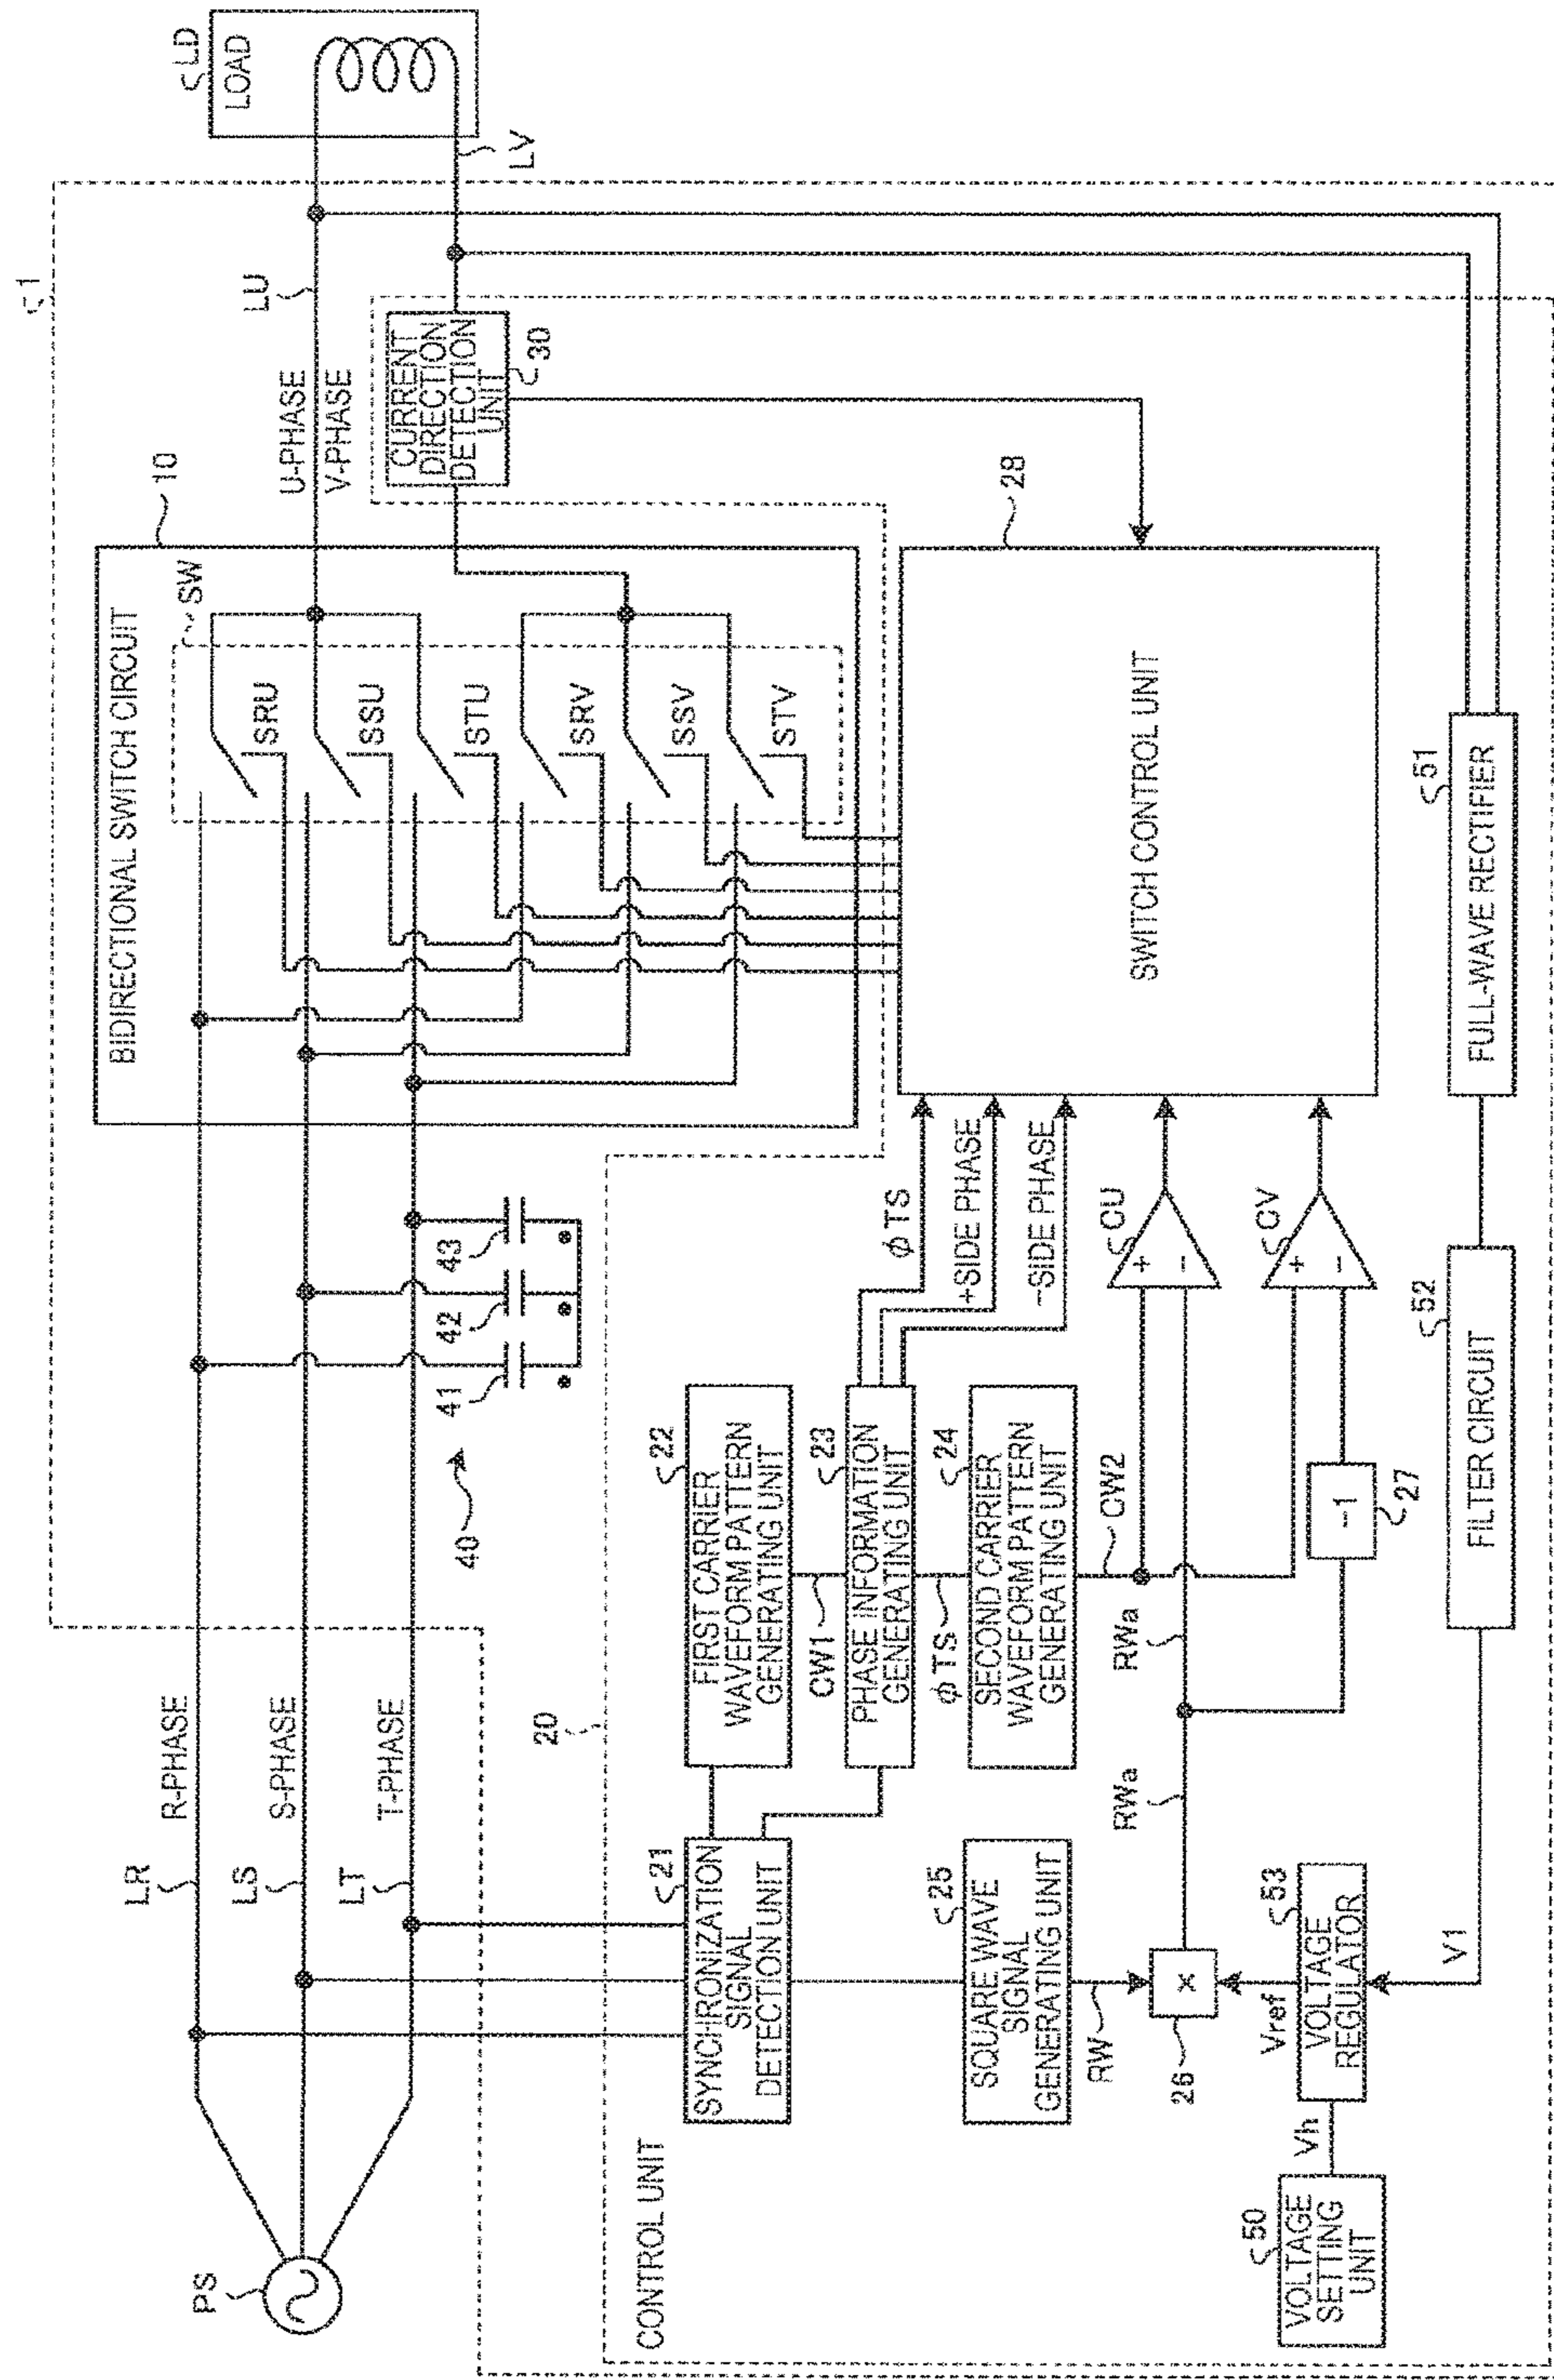 1
PS
LR
R-PHASE
LS
S-PHASE
LT
T-PHASE
40
41
42
43
BIDIRECTIONAL SWITCH CIRCUIT
10
SW
SRU
SSU
STU
SRV
SSV
STV
U-PHASE
V-PHASE
LU
LV
LD
LOAD
CURRENT
DIRECTION
DETECTION
UNIT
30
CONTROL UNIT
20
SYNCHRONIZATION
SIGNAL
DETECTION UNIT
21
FIRST CARRIER
WAVEFORM PATTERN
GENERATING UNIT
22
CW1
PHASE INFORMATION
GENERATING UNIT
23
ϕTS
SECOND CARRIER
WAVEFORM PATTERN
GENERATING UNIT
24
CW2
ϕTS
+SIDE PHASE
−SIDE PHASE
SWITCH CONTROL UNIT
28
SQUARE WAVE
SIGNAL
GENERATING UNIT
25
RW
×
26
RWa
RWa
−1
27
+
−
CU
+
−
CV
VOLTAGE
SETTING
UNIT
50
Vh
VOLTAGE
REGULATOR
53
Vref
V1
FILTER CIRCUIT
52
FULL-WAVE RECTIFIER
51